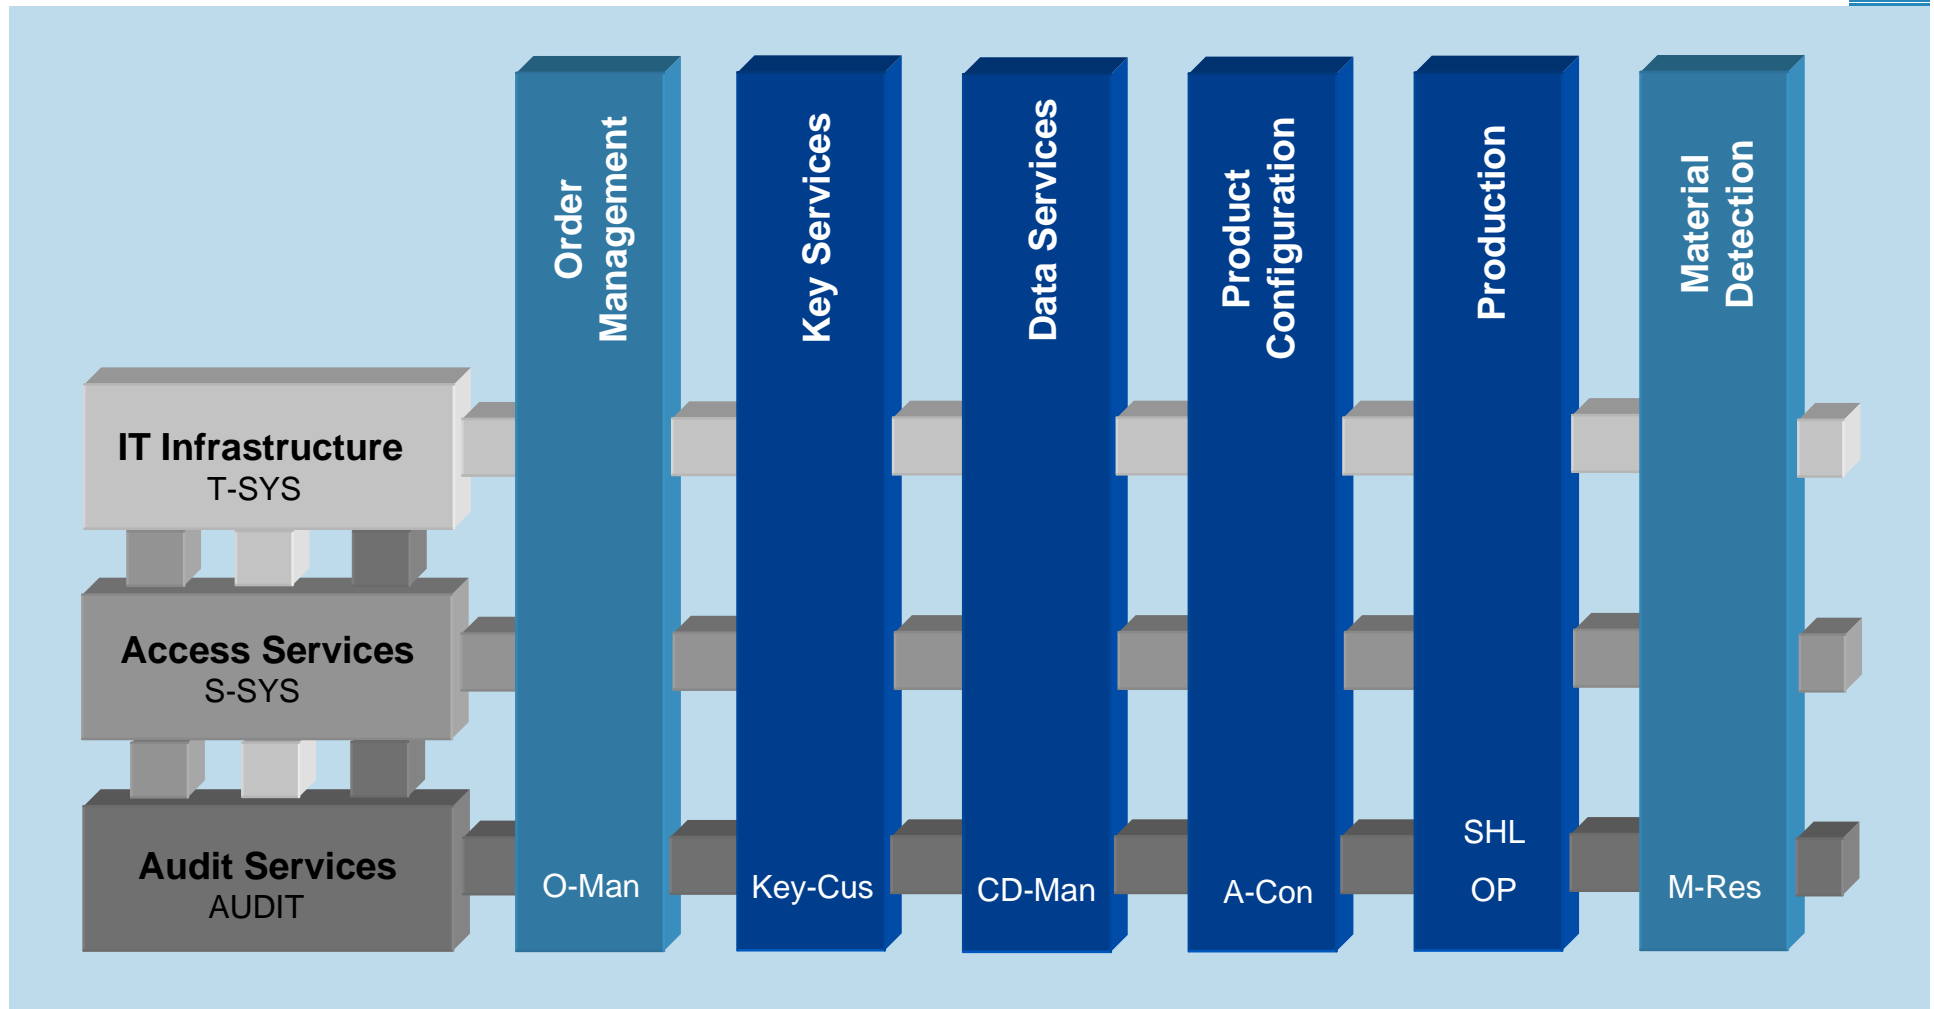 Order
Management
Key Services
Data Services
Product
Configuration
Production
Material
Detection
IT Infrastructure
T-SYS
Access Services
S-SYS
Audit Services
AUDIT
O-Man
Key-Cus
CD-Man
A-Con
SHL
OP
M-Res